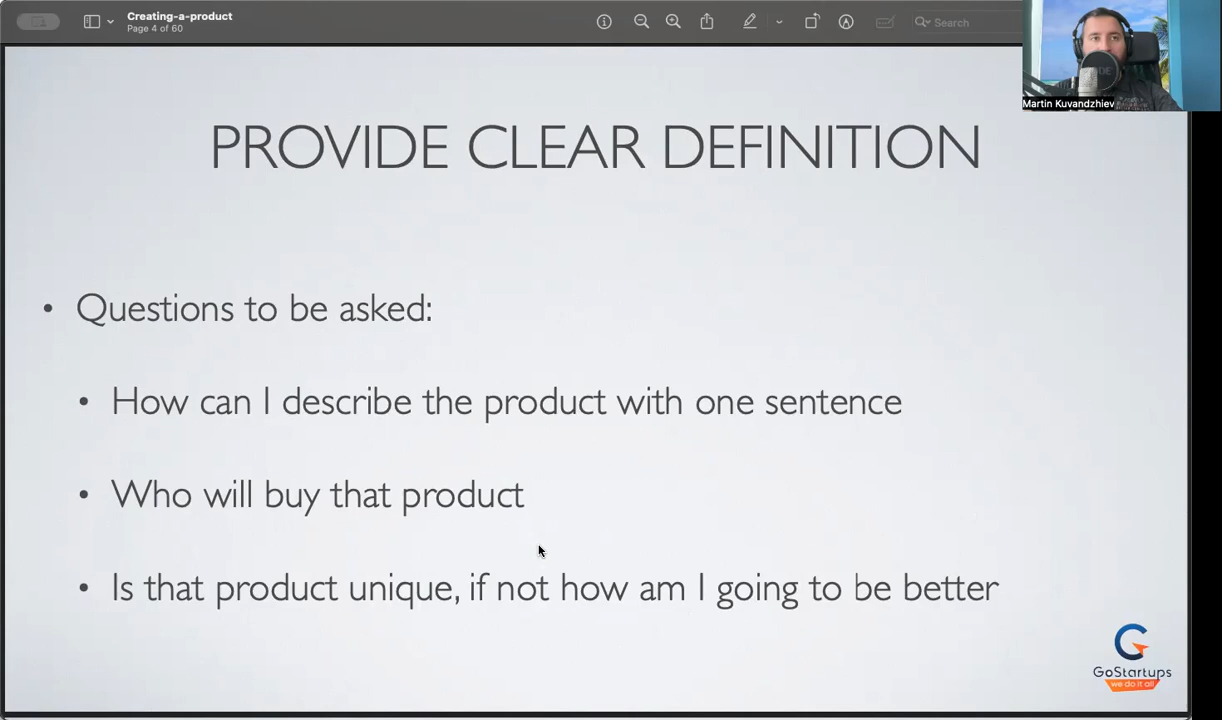 Creating-a-product
Page 4 of 60
Search
Martin Kuvandzhiev
PROVIDE CLEAR DEFINITION
• Questions to be asked:
• How can I describe the product with one sentence
• Who will buy that product
• Is that product unique, if not how am I going to be better
GoStartups
we do it all